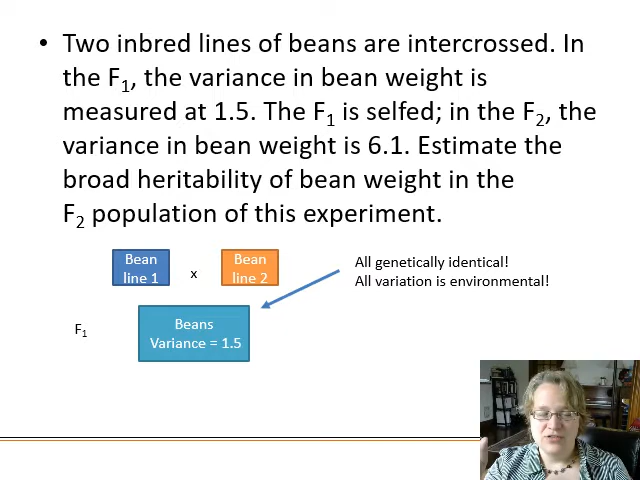 • Two inbred lines of beans are intercrossed. In
the F1, the variance in bean weight is
measured at 1.5. The F1 is selfed; in the F2, the
variance in bean weight is 6.1. Estimate the
broad heritability of bean weight in the
F2 population of this experiment.
Bean
line 1
x
Bean
line 2
All genetically identical!
All variation is environmental!
F1
Beans
Variance = 1.5